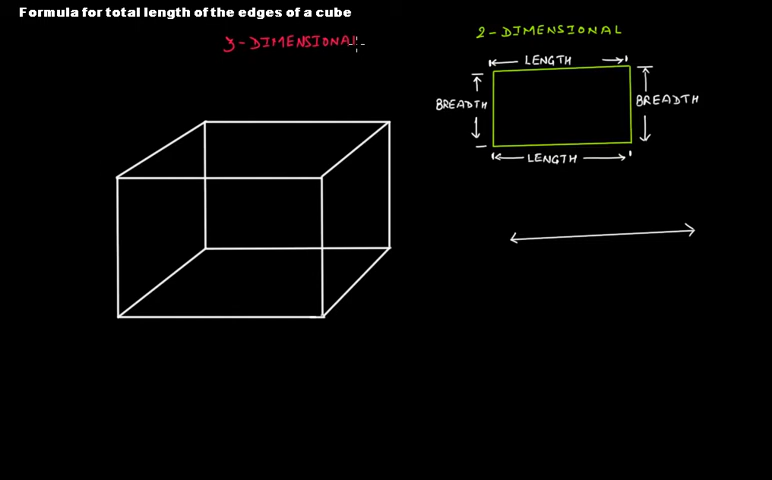 Formula for total length of the edges of a cube
3-DIMENSIONAL
2-DIMENSIONAL
LENGTH
BREADTH
BREADTH
LENGTH